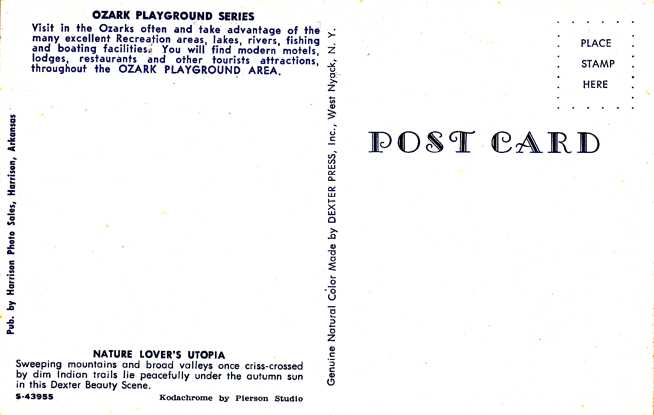 OZARK PLAYGROUND SERIES
Visit in the Ozarks often and take advantage of the
many excellent Recreation areas, lakes, rivers, fishing
and boating facilities. You will find modern motels,
lodges, restaurants and other tourists attractions,
throughout the OZARK PLAYGROUND AREA.
Pub. by Harrison Photo Sales, Harrison, Arkansas
NATURE LOVER'S UTOPIA
Sweeping mountains and broad valleys once criss-crossed
by dim Indian trails lie peacefully under the autumn sun
in this Dexter Beauty Scene.
S-43955 Kodachrome by Pierson Studio
Genuine Natural Color Made by DEXTER PRESS, Inc., West Nyack, N. Y.
PLACE
STAMP
HERE
POST CARD